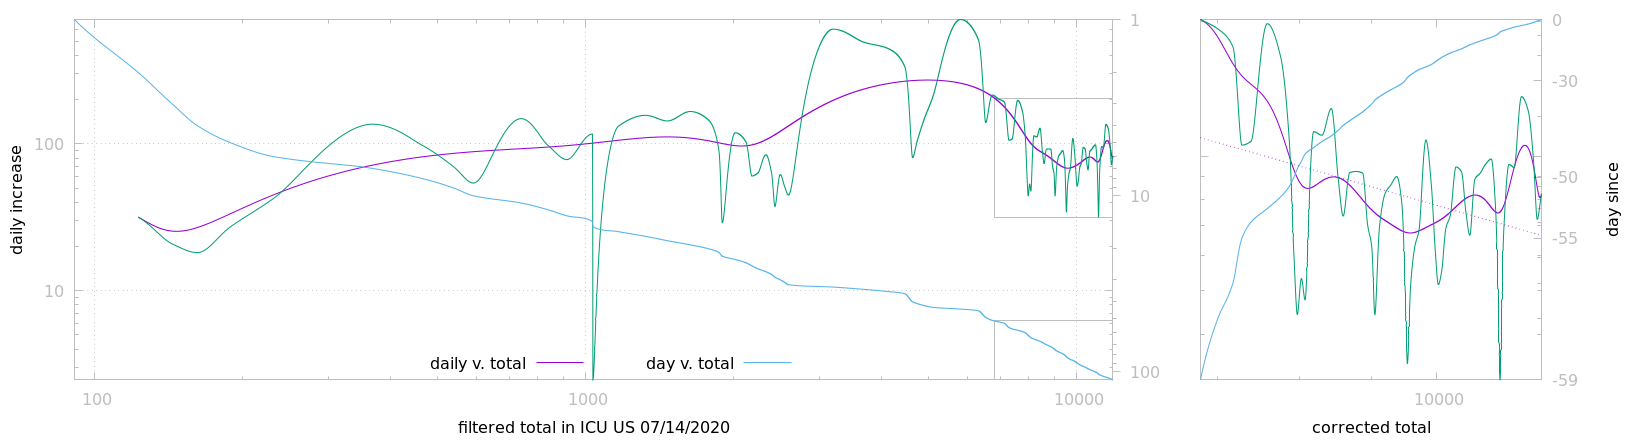 1
0
-30
100
daily increase
-50
10
day since
-55
10
daily v. total
day v. total
100
-59
100
1000
10000
10000
filtered total in ICU US 07/14/2020
corrected total